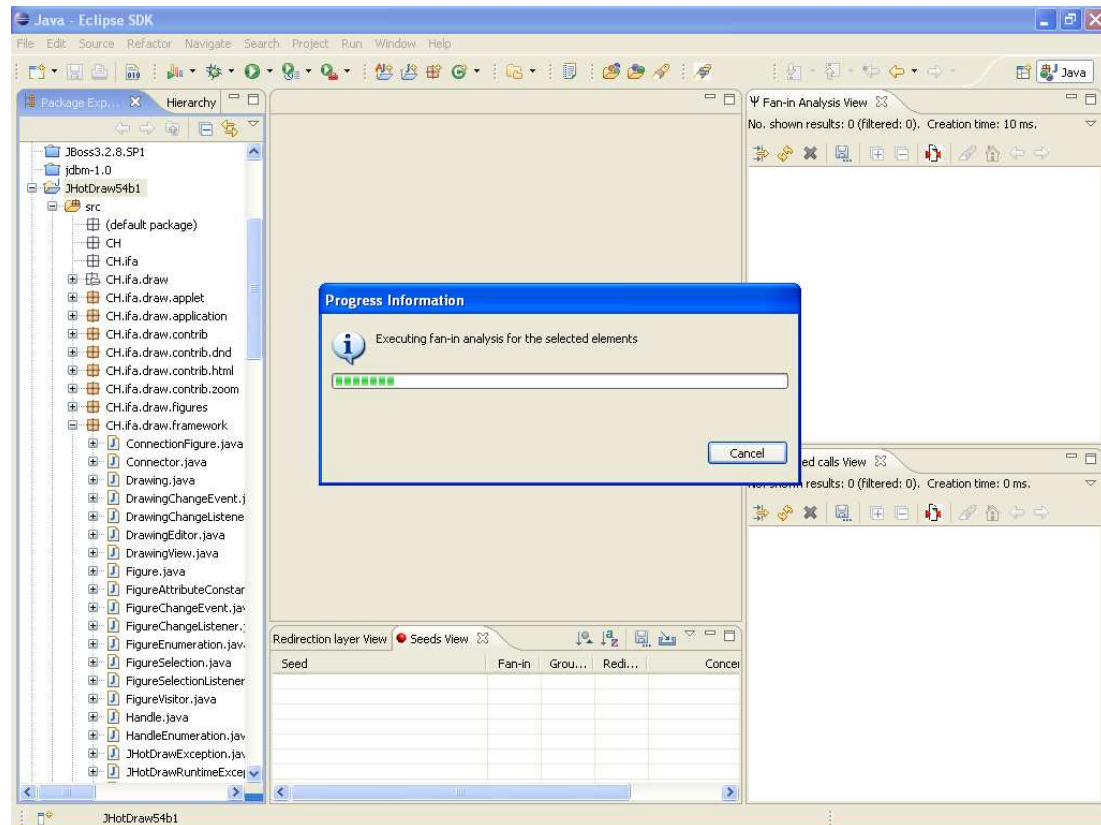 Java - Eclipse SDK
File Edit Source Refactor Navigate Search Project Run Window Help
Java
Package Exp...
Hierarchy
JBoss3.2.8.SP1
jdbm-1.0
JHotDraw54b1
src
(default package)
CH
CH.ifa
CH.ifa.draw
CH.ifa.draw.applet
CH.ifa.draw.application
CH.ifa.draw.contrib
CH.ifa.draw.contrib.dnd
CH.ifa.draw.contrib.html
CH.ifa.draw.contrib.zoom
CH.ifa.draw.figures
CH.ifa.draw.framework
ConnectionFigure.java
Connector.java
Drawing.java
DrawingChangeEvent.j
DrawingChangeListene
DrawingEditor.java
DrawingView.java
Figure.java
FigureAttributeConstar
FigureChangeEvent.jav
FigureChangeListener.j
FigureEnumeration.jav
FigureSelection.java
FigureSelectionListener
FigureVisitor.java
Handle.java
HandleEnumeration.jav
JHotDrawException.jav
JHotDrawRuntimeExcep
Progress Information
Executing fan-in analysis for the selected elements
Cancel
Fan-in Analysis View
No. shown results: 0 (filtered: 0). Creation time: 10 ms.
ed calls View
No. shown results: 0 (filtered: 0). Creation time: 0 ms.
Redirection layer View
Seeds View
Seed Fan-in Grou... Redi... Concer
JHotDraw54b1